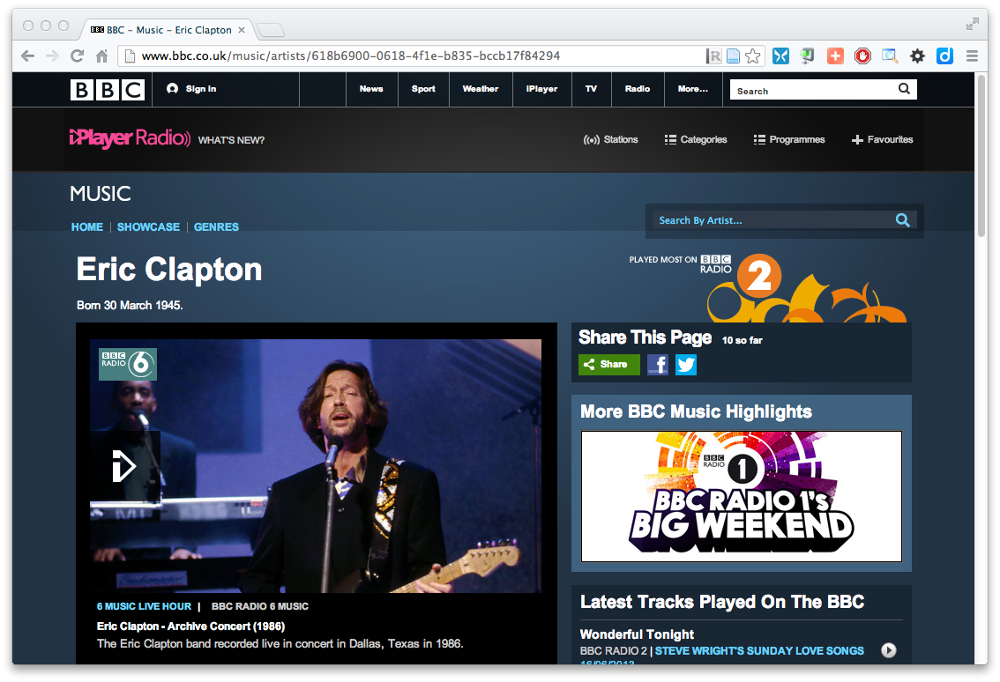 BBC - Music - Eric Clapton
www.bbc.co.uk/music/artists/618b6900-0618-4f1e-b835-bccb17f84294
BBC Sign In News Sport Weather iPlayer TV Radio More... Search
iPlayer Radio WHAT'S NEW? Stations Categories Programmes Favourites
MUSIC
HOME | SHOWCASE | GENRES
Search By Artist...
Eric Clapton
Born 30 March 1945.
PLAYED MOST ON BBC
RADIO
2
BBC
RADIO 6
6 MUSIC LIVE HOUR | BBC RADIO 6 MUSIC
Eric Clapton - Archive Concert (1986)
The Eric Clapton band recorded live in concert in Dallas, Texas in 1986.
Share This Page 10 so far
Share
More BBC Music Highlights
BBC
RADIO 1
BBC RADIO 1'S
BIG WEEKEND
Latest Tracks Played On The BBC
Wonderful Tonight
BBC RADIO 2 | STEVE WRIGHT'S SUNDAY LOVE SONGS
16/06/2013